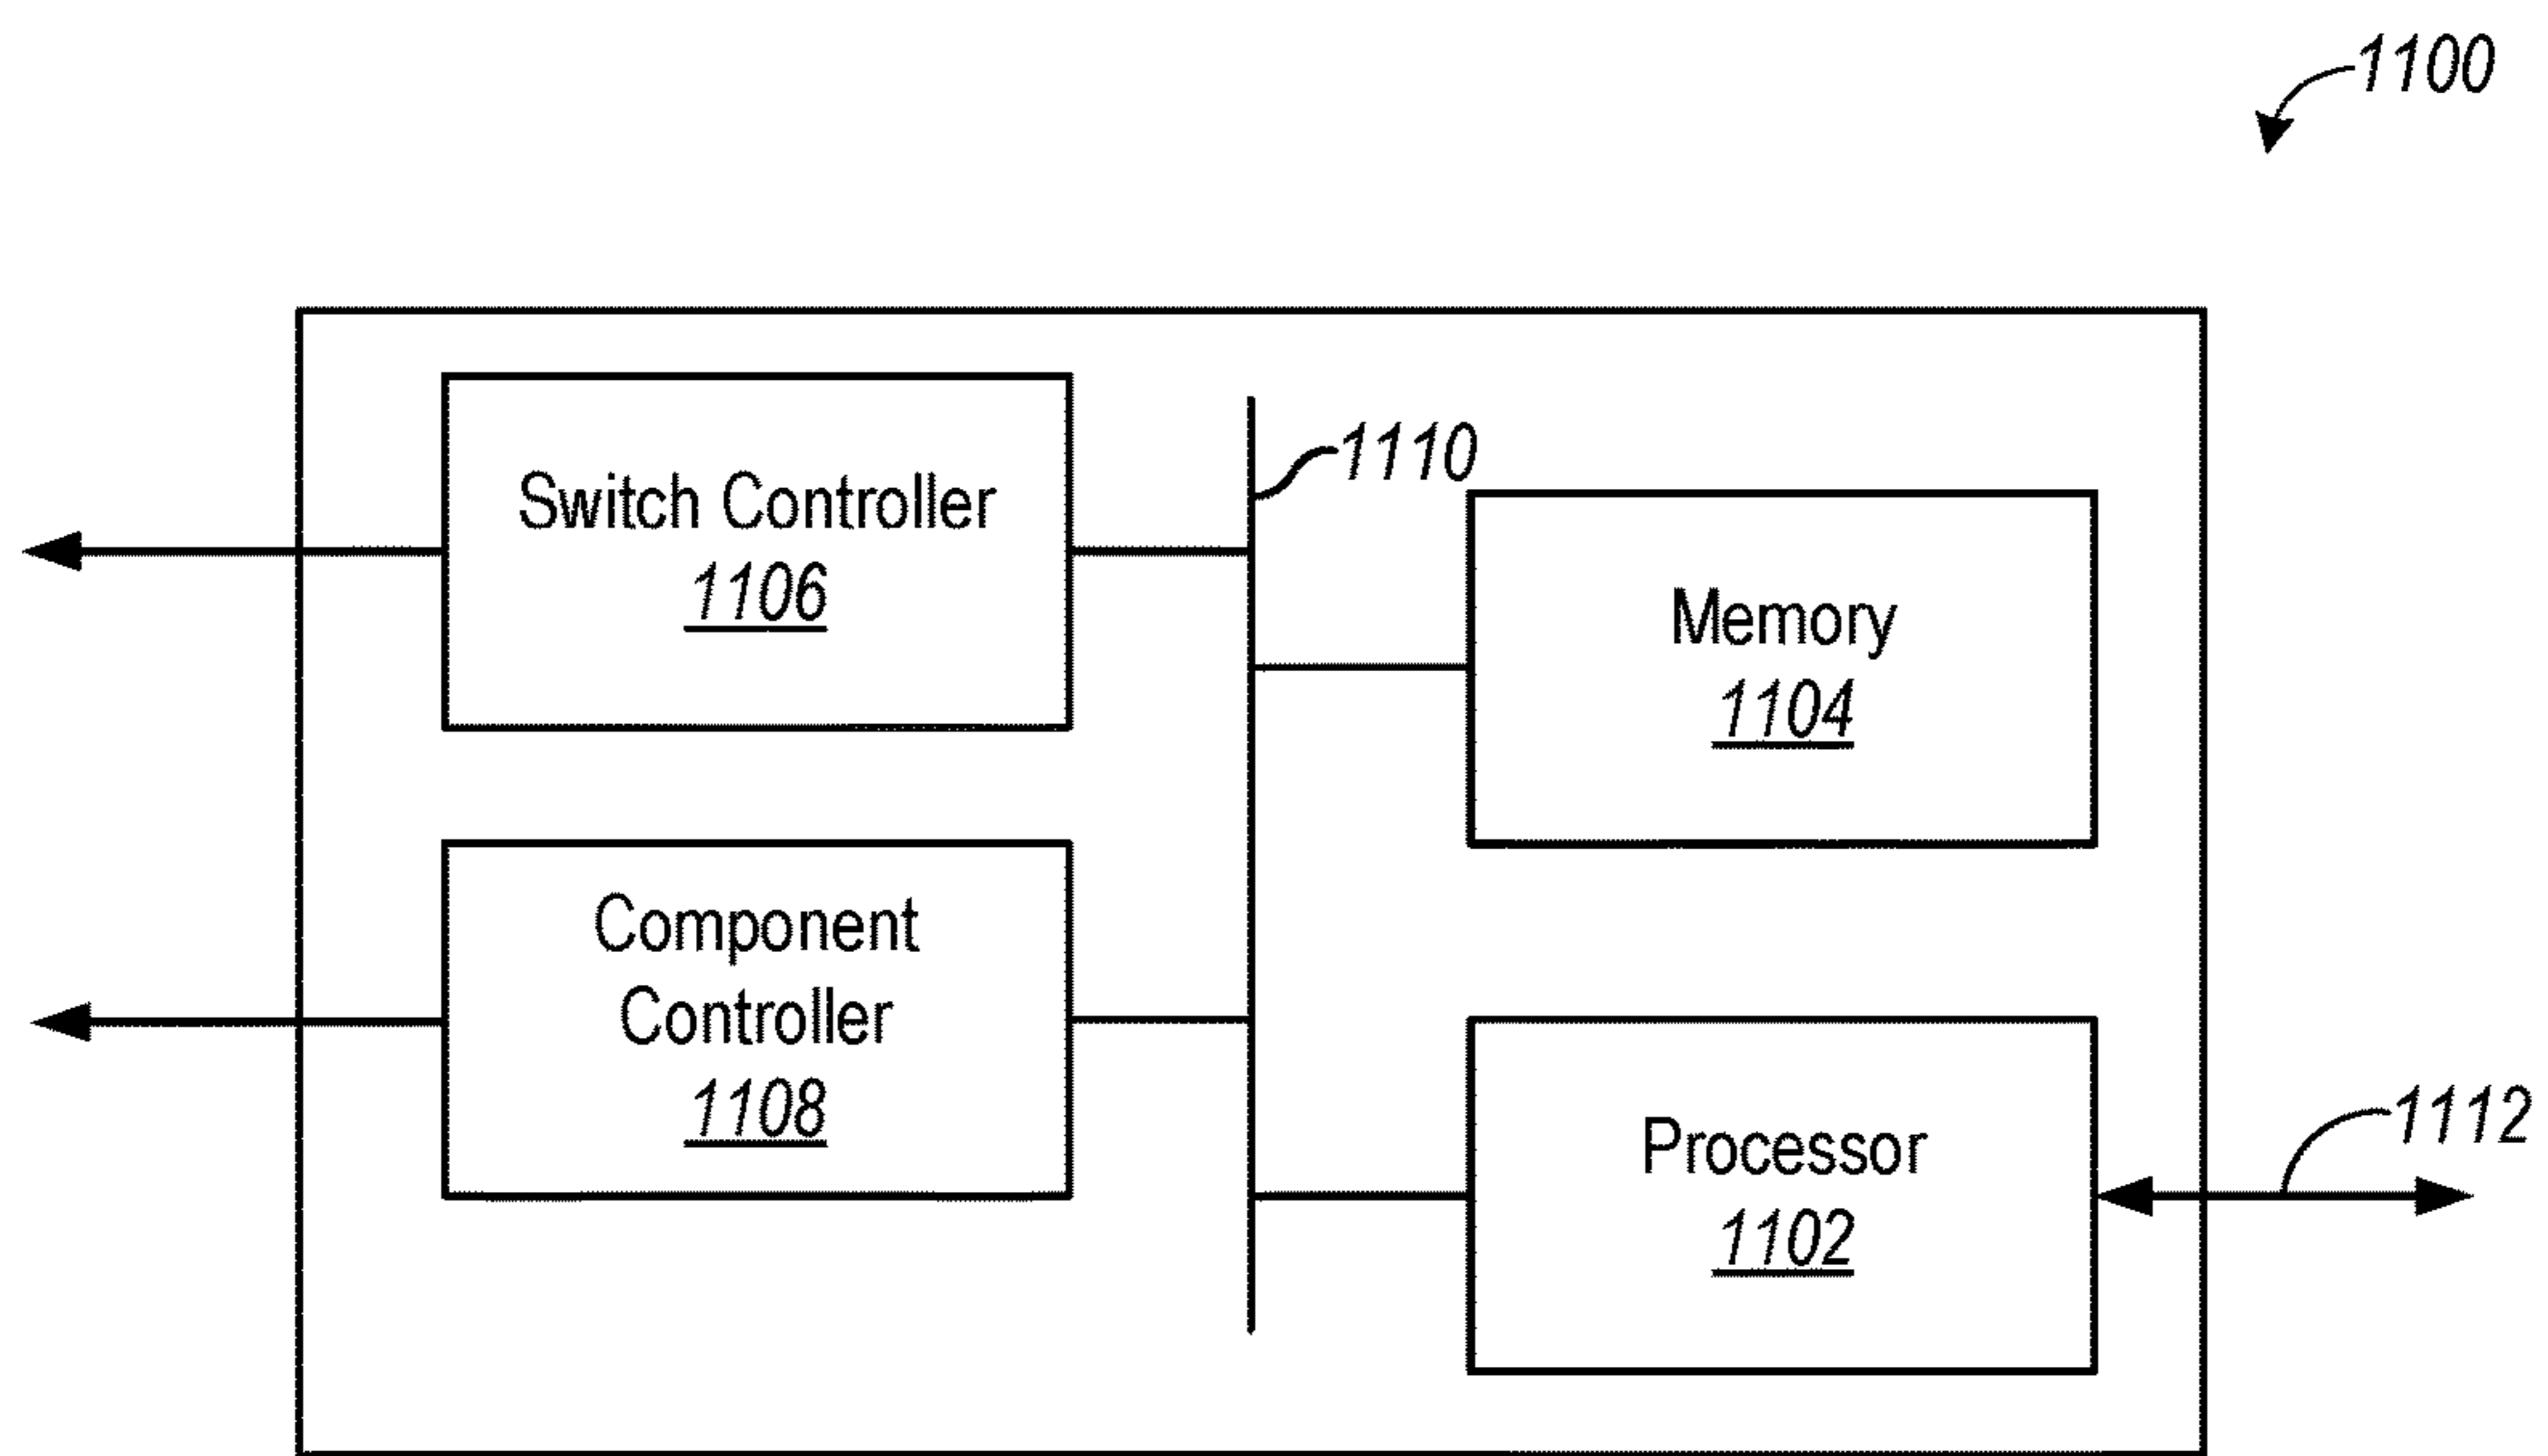 1100
Switch Controller
1106
1110
Memory
1104
Component
Controller
1108
Processor
1102
1112